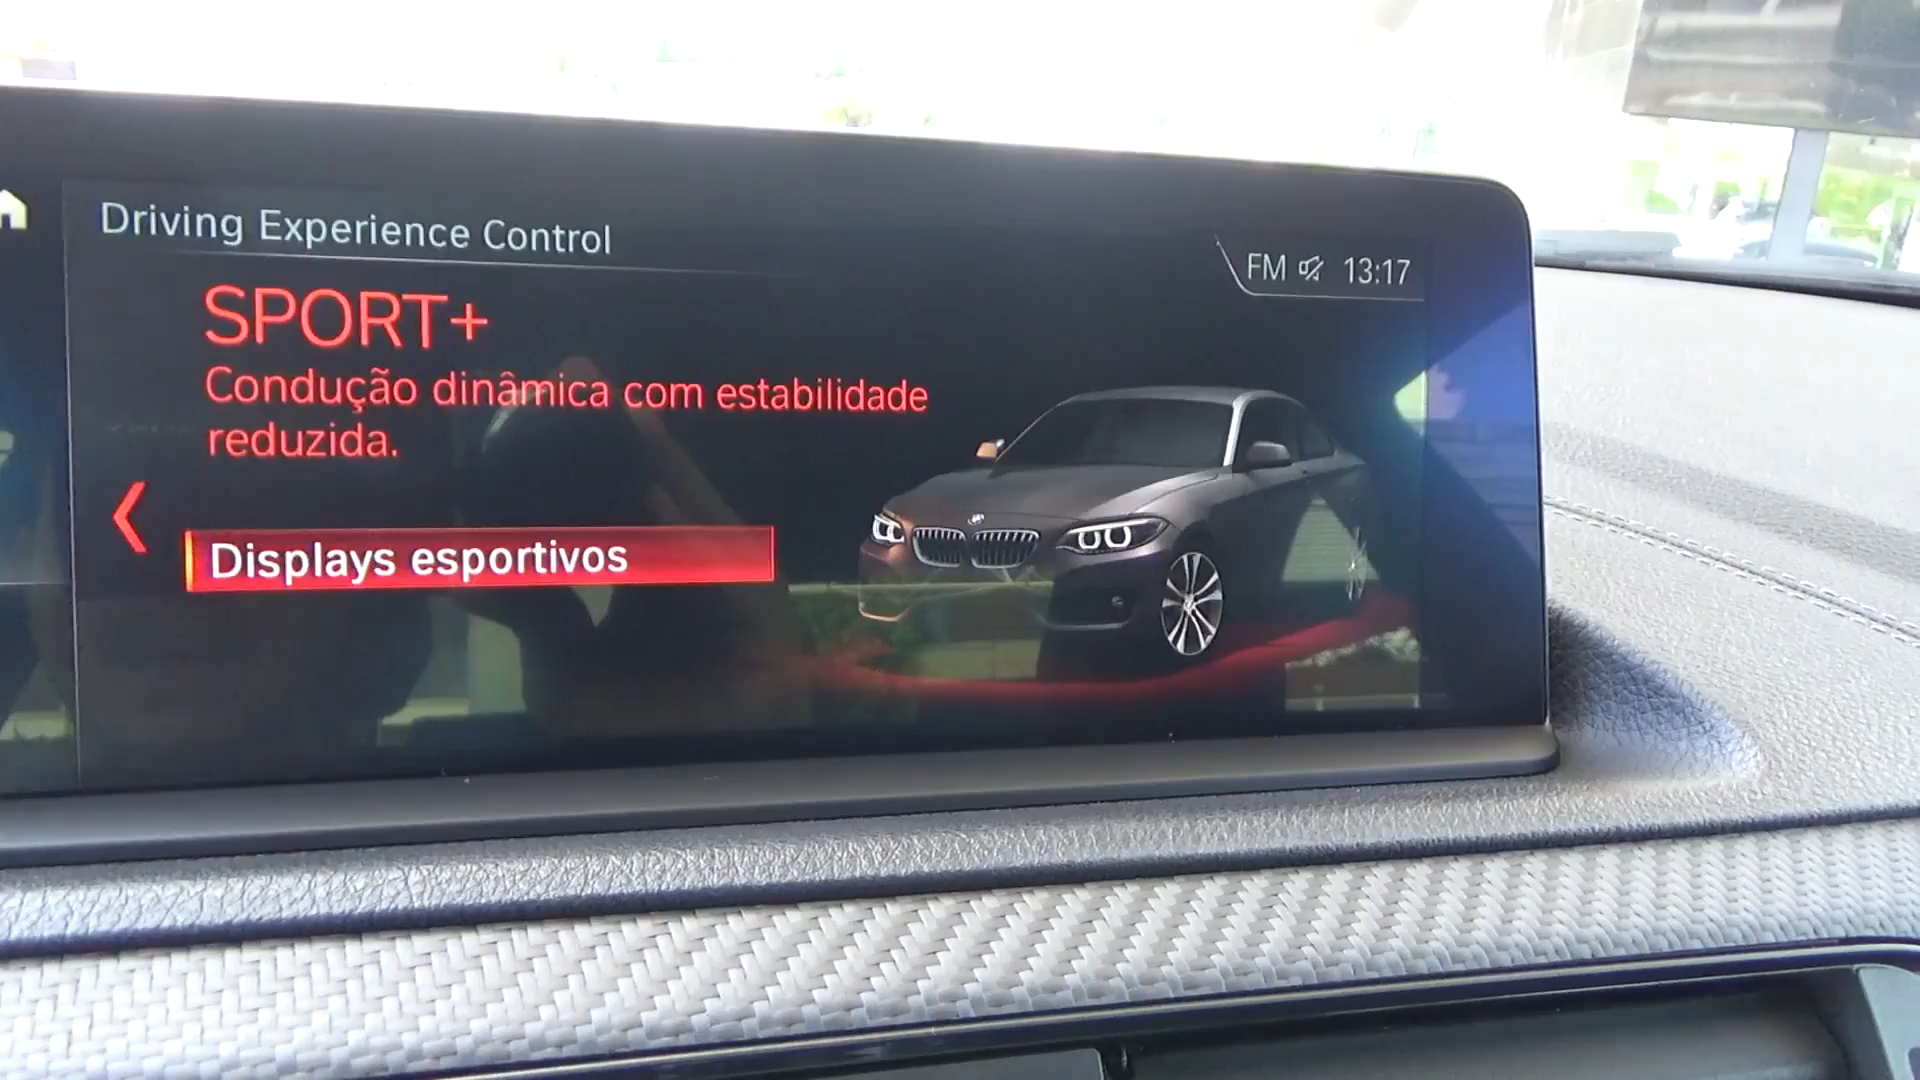 Driving Experience Control
FM 13:17
SPORT+
Condução dinâmica com estabilidade
reduzida.
Displays esportivos